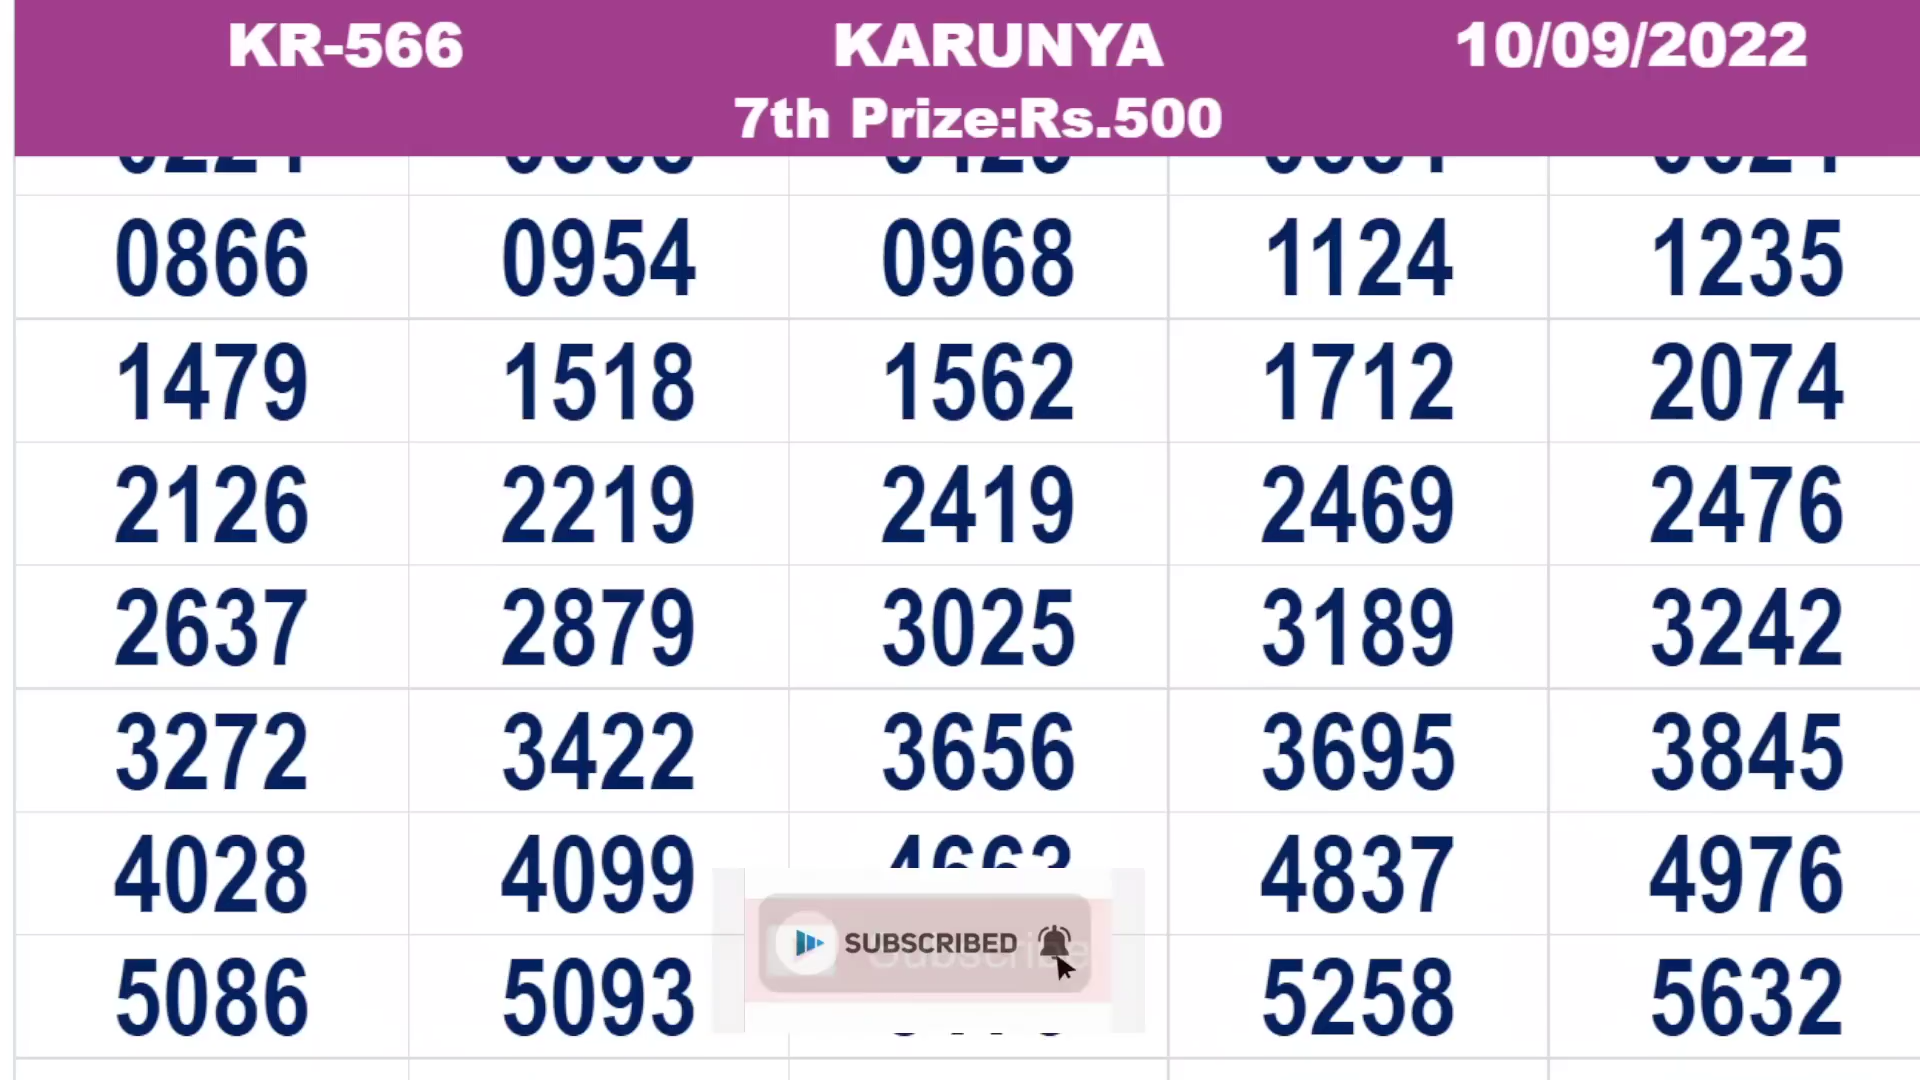 KR-566 KARUNYA 10/09/2022
7th Prize:Rs.500
0866 0954 0968 1124 1235
1479 1518 1562 1712 2074
2126 2219 2419 2469 2476
2637 2879 3025 3189 3242
3272 3422 3656 3695 3845
4028 4099 4837 4976
SUBSCRIBED
5086 5093 5258 5632